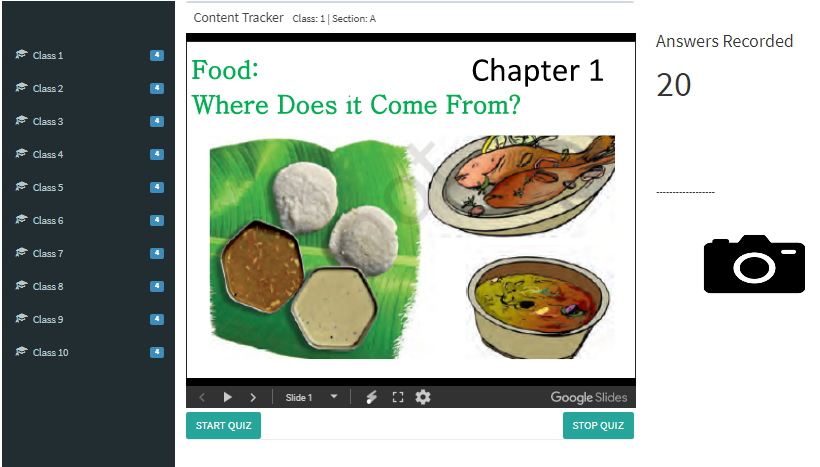 Class 1 4
Class 2 4
Class 3 4
Class 4 4
Class 5 4
Class 6 4
Class 7 4
Class 8 4
Class 9 4
Class 10 4
Content Tracker Class: 1 | Section: A
Food: Chapter 1
Where Does it Come From?
Slide 1
Google Slides
START QUIZ STOP QUIZ
Answers Recorded
20
------------------